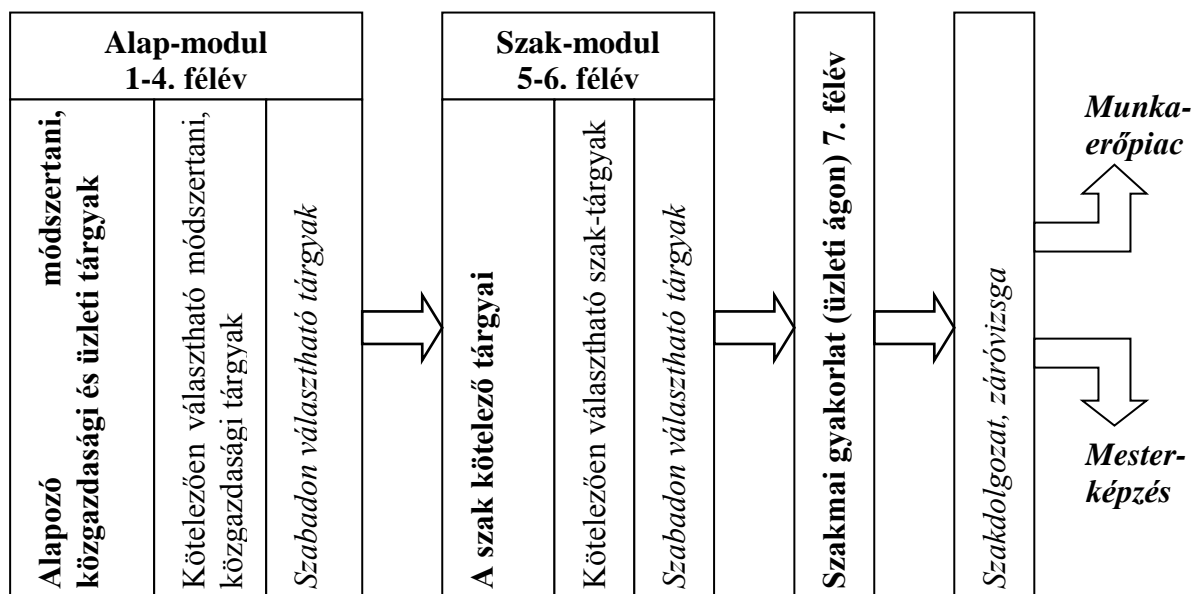 Alap-modul
1-4. félév
Alapozó módszertani,
közgazdasági és üzleti tárgyak
Kötelezően választható módszertani,
közgazdasági tárgyak
Szabadon választható tárgyak
Szak-modul
5-6. félév
A szak kötelező tárgyai
Kötelezően választható szak-tárgyak
Szabadon választható tárgyak
Szakmai gyakorlat (üzleti ágon) 7. félév
Szakdolgozat, záróvizsga
Munka-
erőpiac
Mester-
képzés